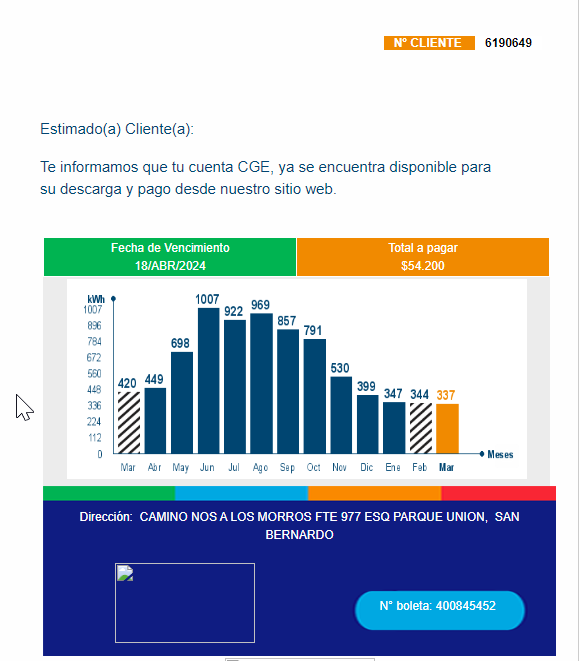 N° CLIENTE 6190649
Estimado(a) Cliente(a):
Te informamos que tu cuenta CGE, ya se encuentra disponible para
su descarga y pago desde nuestro sitio web.
Fecha de Vencimiento
18/ABR/2024
Total a pagar
$54.200
kWh
1007
896
784
672
560
448
336
224
112
0
420 449 698 1007 922 969 857 791 530 399 347 344 337
Mar Abr May Jun Jul Ago Sep Oct Nov Dic Ene Feb Mar
Meses
Dirección: CAMINO NOS A LOS MORROS FTE 977 ESQ PARQUE UNION, SAN
BERNARDO
N° boleta: 400845452